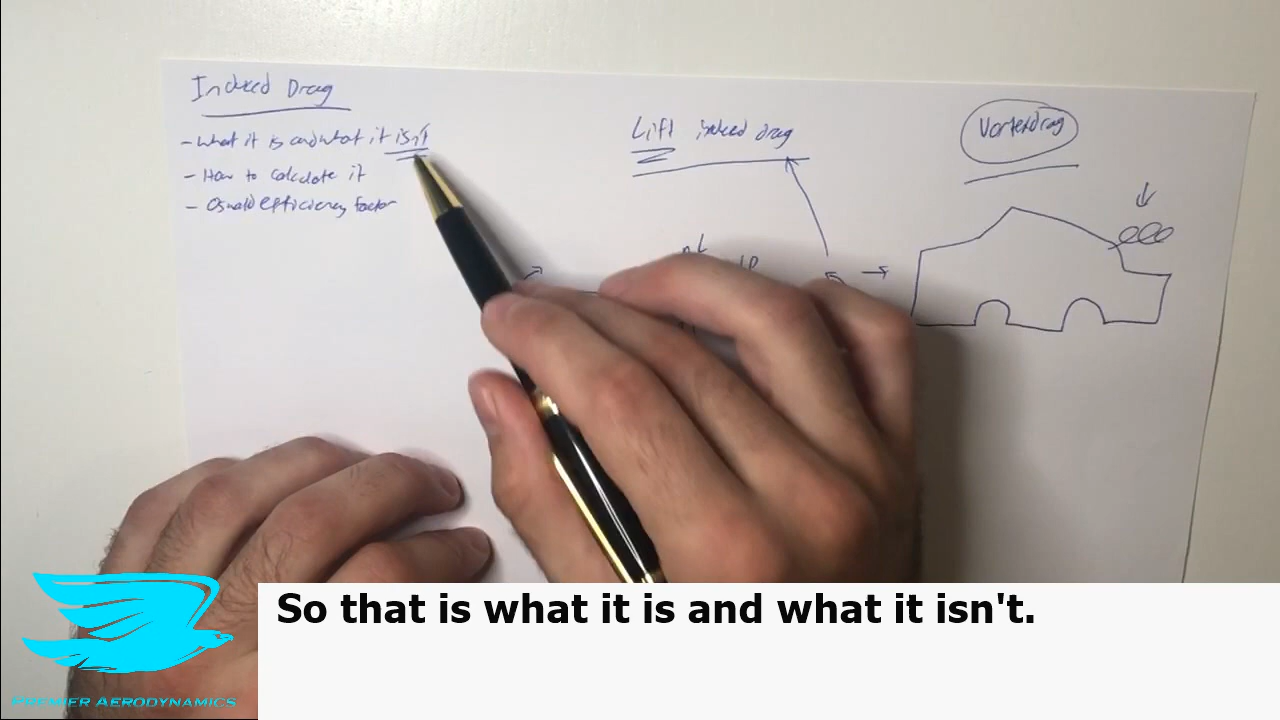 Induced Drag
- What it is and what it isn't
- How to calculate it
- Oswald efficiency factor
Lift induced drag
Vortex drag
So that is what it is and what it isn't.
PREMIER AERODYNAMICS